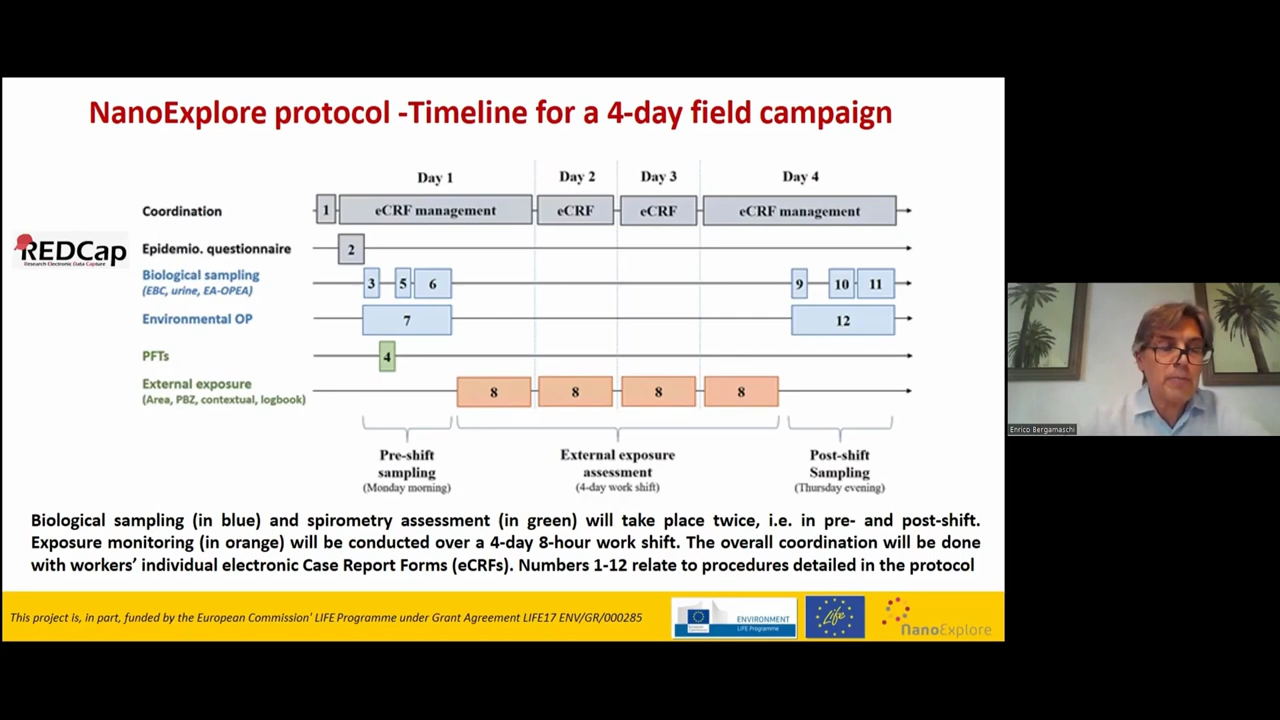 NanoExplore protocol -Timeline for a 4-day field campaign
Day 1
Day 2
Day 3
Day 4
Coordination
1
eCRF management
eCRF
eCRF
eCRF management
REDCap
Research Electronic Data Capture
Epidemio. questionnaire
2
Biological sampling
(EBC, urine, EA-OPEA)
3
5
6
9
10
11
Environmental OP
7
12
PFTs
4
External exposure
(Area, PBZ, contextual, logbook)
8
8
8
8
Pre-shift
sampling
(Monday morning)
External exposure
assessment
(4-day work shift)
Post-shift
Sampling
(Thursday evening)
Biological sampling (in blue) and spirometry assessment (in green) will take place twice, i.e. in pre- and post-shift.
Exposure monitoring (in orange) will be conducted over a 4-day 8-hour work shift. The overall coordination will be done
with workers’ individual electronic Case Report Forms (eCRFs). Numbers 1-12 relate to procedures detailed in the protocol
This project is, in part, funded by the European Commission' LIFE Programme under Grant Agreement LIFE17 ENV/GR/000285
ENVIRONMENT
LIFE Programme
Life
NanoExplore
Enrico Bergamaschi